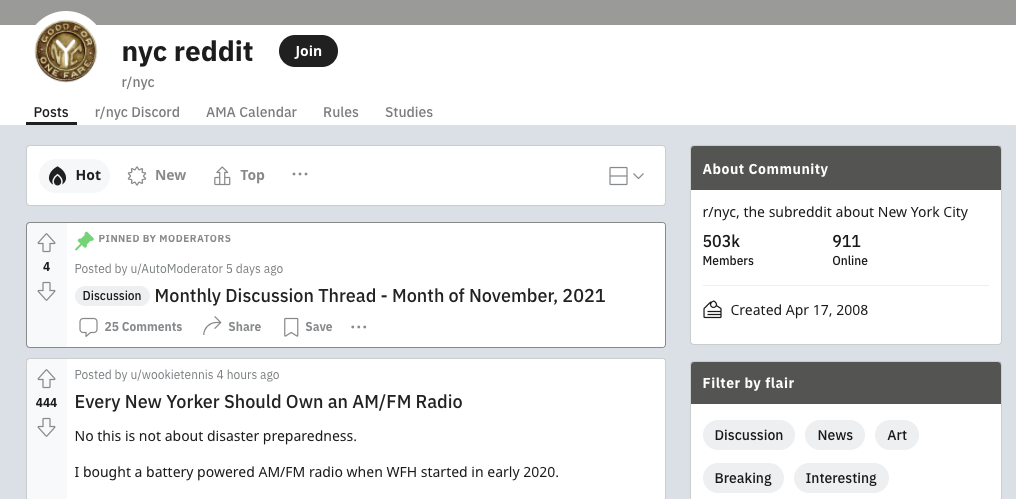 GOOD FOR
ONE FARE
nyc reddit
Join
r/nyc
Posts r/nyc Discord AMA Calendar Rules Studies
Hot New Top ...
PINNED BY MODERATORS
4
Posted by u/AutoModerator 5 days ago
Discussion Monthly Discussion Thread - Month of November, 2021
25 Comments Share Save ...
444
Posted by u/wookietennis 4 hours ago
Every New Yorker Should Own an AM/FM Radio
No this is not about disaster preparedness.
I bought a battery powered AM/FM radio when WFH started in early 2020.
About Community
r/nyc, the subreddit about New York City
503k 911
Members Online
Created Apr 17, 2008
Filter by flair
Discussion News Art
Breaking Interesting